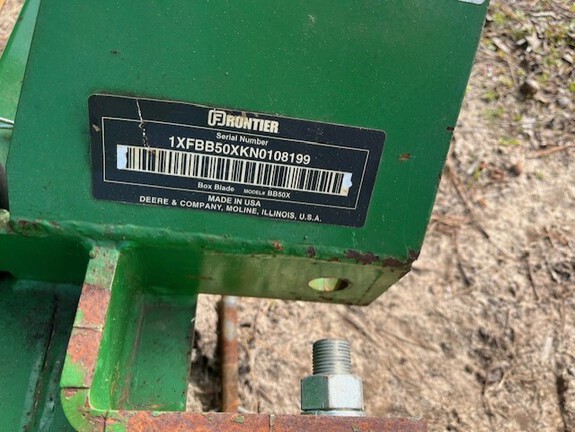 FRONTIER
Serial Number
1XFBB50XKN0108199
Box Blade MODEL# BB50X
MADE IN USA
DEERE & COMPANY, MOLINE, ILLINOIS, U.S.A.